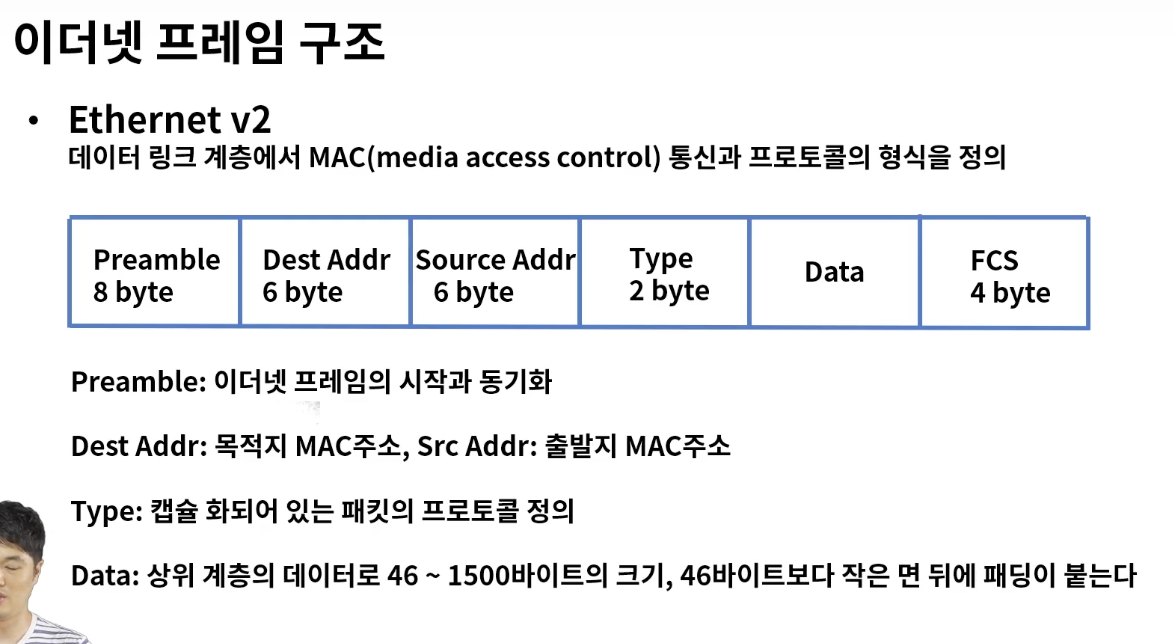 이더넷 프레임 구조
• Ethernet v2
데이터 링크 계층에서 MAC(media access control) 통신과 프로토콜의 형식을 정의
Preamble
8 byte
Dest Addr
6 byte
Source Addr
6 byte
Type
2 byte
Data
FCS
4 byte
Preamble: 이더넷 프레임의 시작과 동기화
Dest Addr: 목적지 MAC주소, Src Addr: 출발지 MAC주소
Type: 캡슐 화되어 있는 패킷의 프로토콜 정의
Data: 상위 계층의 데이터로 46 ~ 1500바이트의 크기, 46바이트보다 작은 면 뒤에 패딩이 붙는다